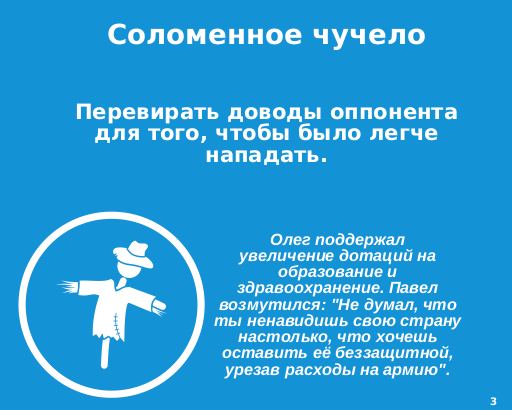 Соломенное чучело
Перевирать доводы оппонента
для того, чтобы было легче
нападать.
Олег поддержал
увеличение дотаций на
образование и
здравоохранение. Павел
возмутился: "Не думал, что
ты ненавидишь свою страну
настолько, что хочешь
оставить её беззащитной,
урезав расходы на армию".
3